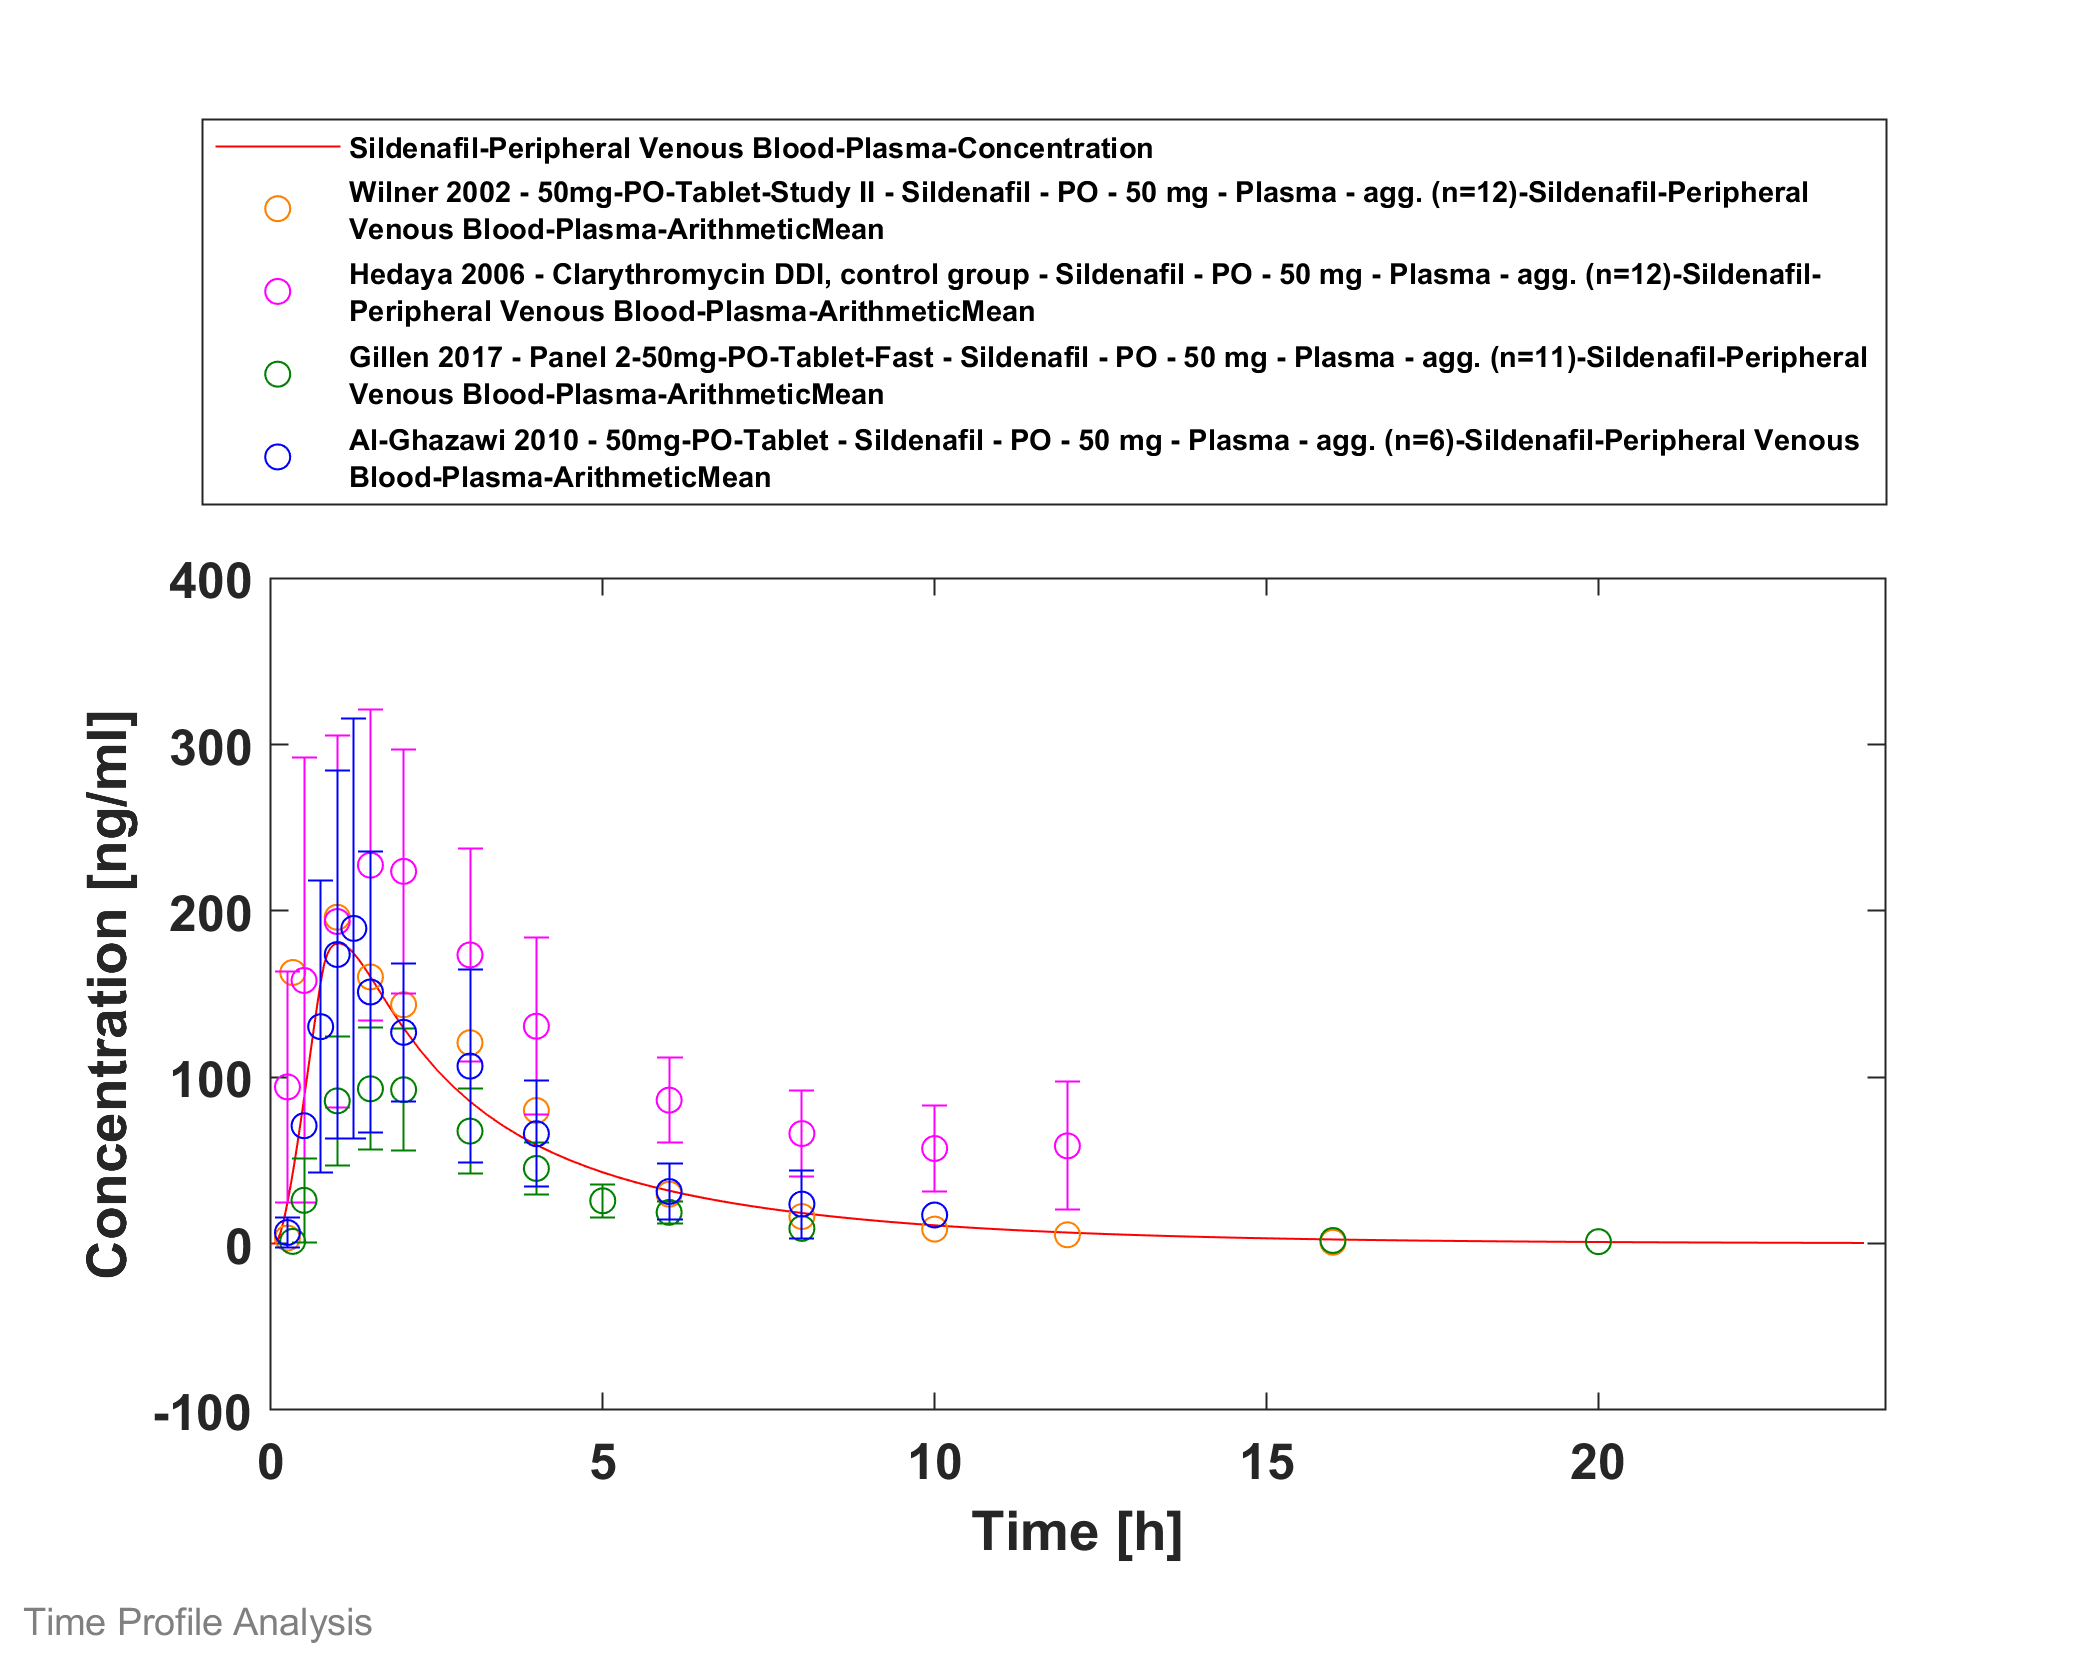 Sildenafil-Peripheral Venous Blood-Plasma-Concentration
Wilner 2002 - 50mg-PO-Tablet-Study II - Sildenafil - PO - 50 mg - Plasma - agg. (n=12)-Sildenafil-Peripheral
Venous Blood-Plasma-ArithmeticMean
Hedaya 2006 - Clarythromycin DDI, control group - Sildenafil - PO - 50 mg - Plasma - agg. (n=12)-Sildenafil-
Peripheral Venous Blood-Plasma-ArithmeticMean
Gillen 2017 - Panel 2-50mg-PO-Tablet-Fast - Sildenafil - PO - 50 mg - Plasma - agg. (n=11)-Sildenafil-Peripheral
Venous Blood-Plasma-ArithmeticMean
Al-Ghazawi 2010 - 50mg-PO-Tablet - Sildenafil - PO - 50 mg - Plasma - agg. (n=6)-Sildenafil-Peripheral Venous
Blood-Plasma-ArithmeticMean
400
300
200
100
0
-100
Concentration [ng/ml]
0 5 10 15 20
Time [h]
Time Profile Analysis